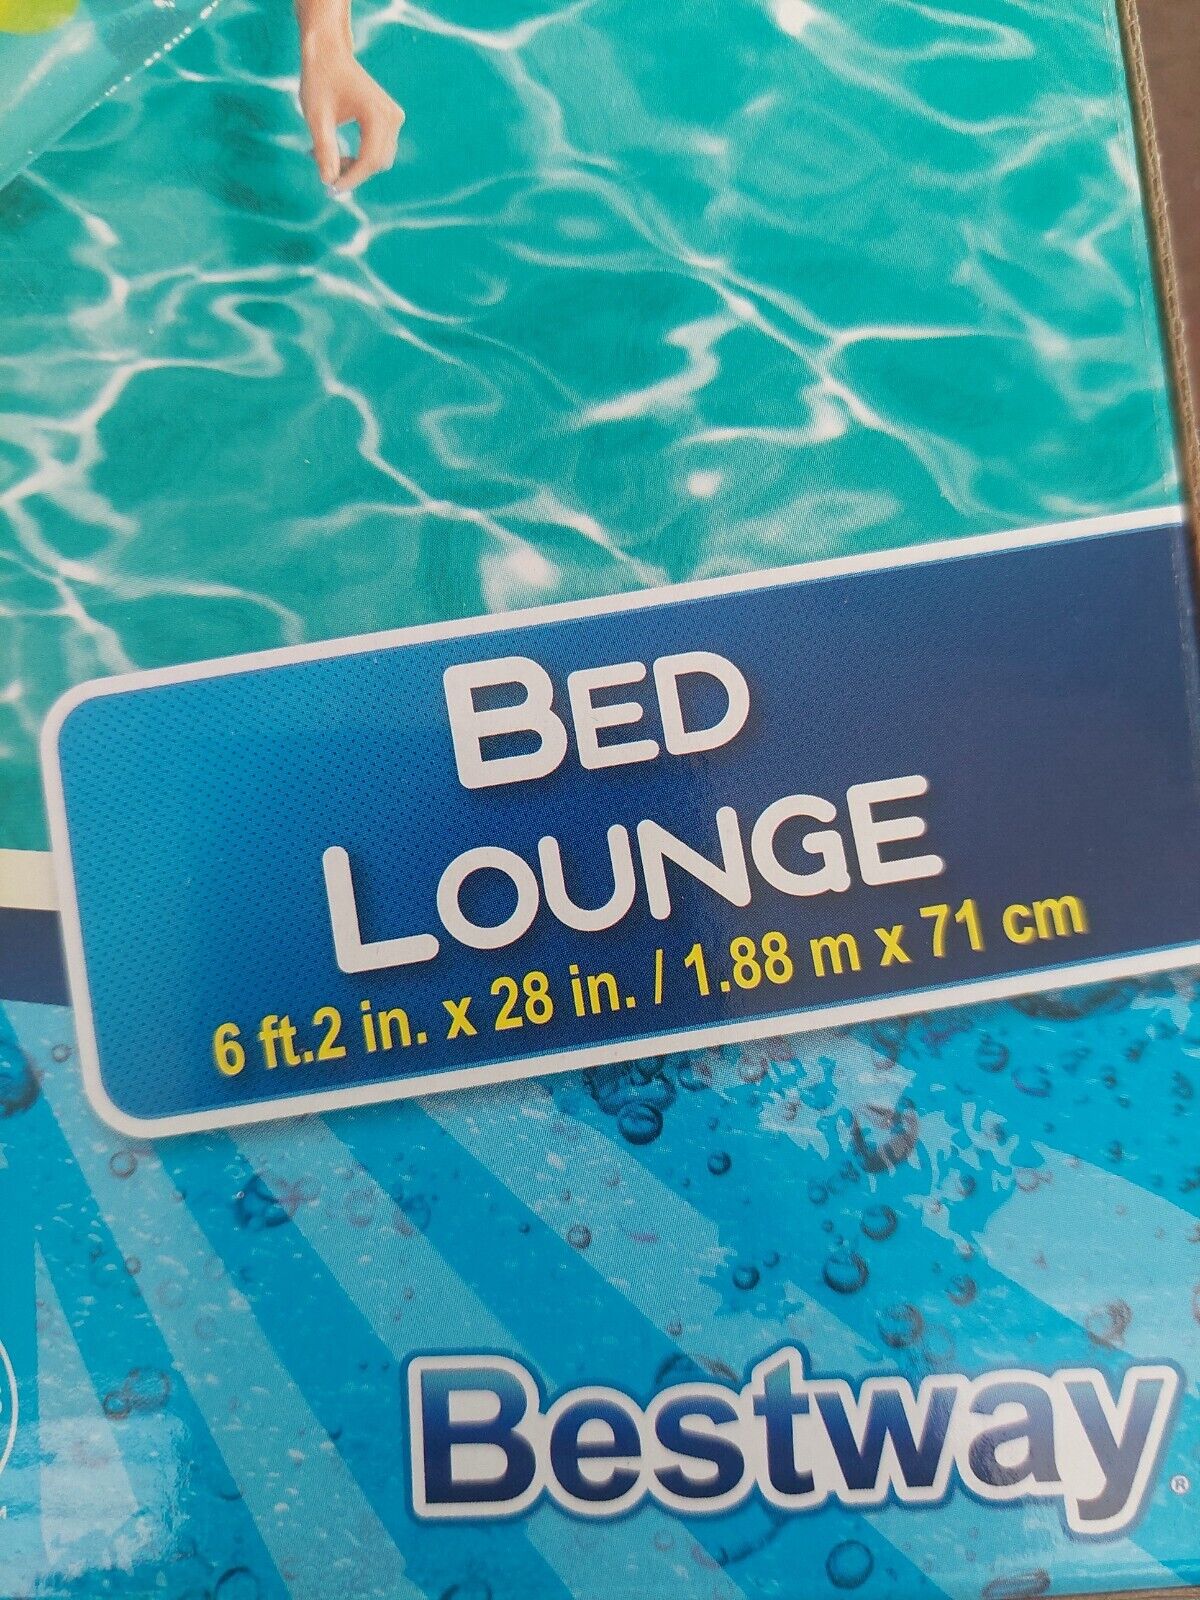 BED
LOUNGE
6 ft.2 in. x 28 in. / 1.88 m x 71 cm
Bestway®